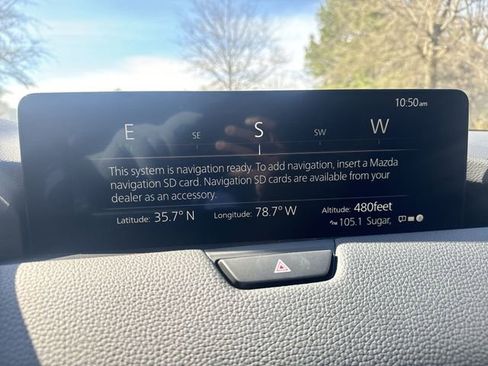 10:50am
E SE S SW W
This system is navigation ready. To add navigation, insert a Mazda
navigation SD card. Navigation SD cards are available from your
dealer as an accessory.
Latitude: 35.7° N Longitude: 78.7° W Altitude: 480feet
105.1 Sugar,